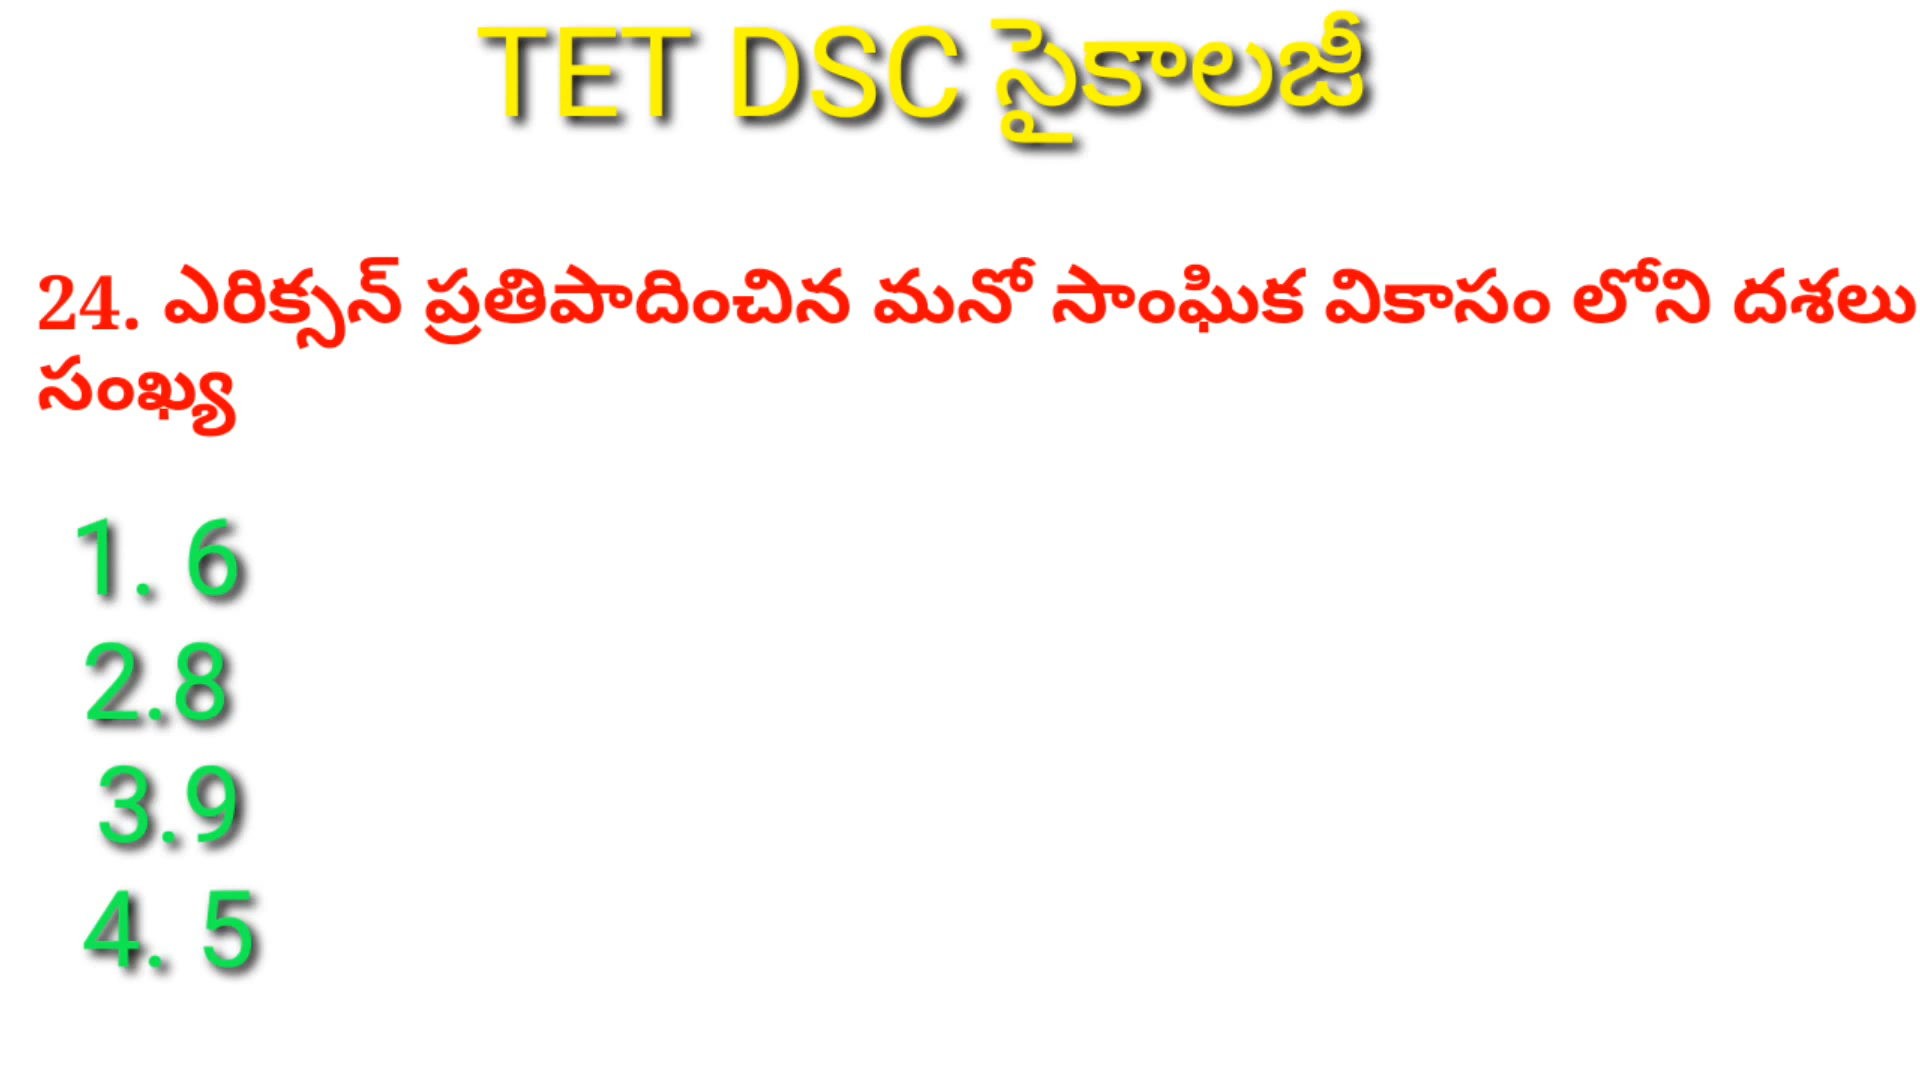 TET DSC సైకాలజీ
24. ఎరిక్సన్ ప్రతిపాదించిన మనో సాంఘిక వికాసం లోని దశలు
సంఖ్య
1. 6
2.8
3.9
4. 5